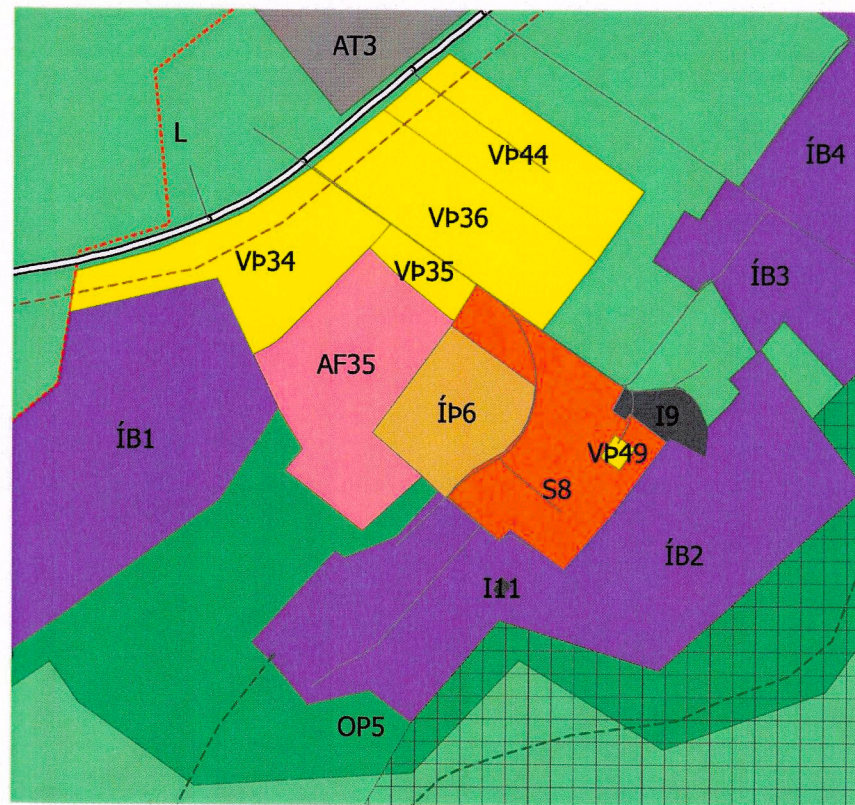 AT3
L
VÞ44
ÍB4
VÞ36
VÞ34
VÞ35
ÍB3
AF35
ÍÞ6
I9
ÍB1
VÞ49
S8
ÍB2
I11
OP5